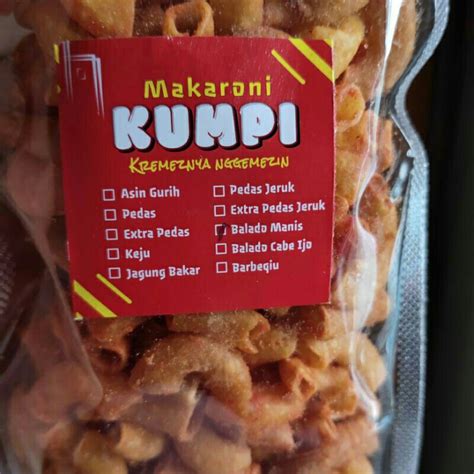 Makaroni
KUMPI
KREMEZNYA NGGEMEZIN
Asin Gurih
Pedas
Extra Pedas
Keju
Jagung Bakar
Pedas Jeruk
Extra Pedas Jeruk
Balado Manis
Balado Cabe Ijo
Barbeqiu